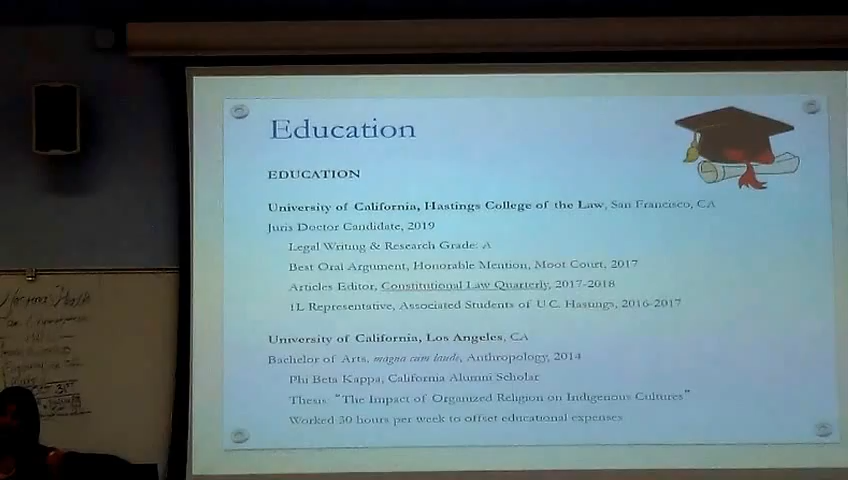 Education
EDUCATION
University of California, Hastings College of the Law, San Francisco, CA
Juris Doctor Candidate, 2019
Legal Writing & Research Grade: A
Best Oral Argument, Honorable Mention, Moot Court, 2017
Articles Editor, Constitutional Law Quarterly, 2017-2018
1L Representative, Associated Students of U.C. Hastings, 2016-2017
University of California, Los Angeles, CA
Bachelor of Arts, magna cum laude, Anthropology, 2014
Phi Beta Kappa, California Alumni Scholar
Thesis: "The Impact of Organized Religion on Indigenous Cultures"
Worked 30 hours per week to offset educational expenses